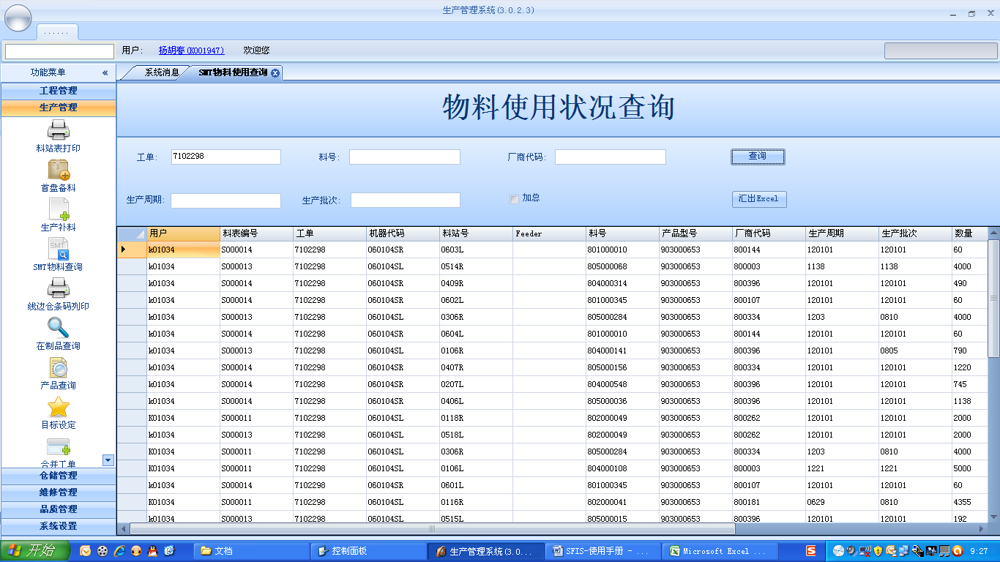 生产管理系统(3.0.2.3)
......
用户: 杨胡春(K001947) 欢迎您
功能菜单 «
系统消息 SMT物料使用查询
工程管理
生产管理
料站表打印
首盘备料
生产补料
SMT
SMT物料查询
线边仓条码列印
在制品查询
产品查询
目标设定
合并工单
仓储管理
维修管理
品质管理
系统设置
物料使用状况查询
工单: 7102298 料号: 厂商代码: 查询
生产周期: 生产批次: 加总 汇出Excel
用户 料表编号 工单 机器代码 料站号 Feeder 料号 产品型号 厂商代码 生产周期 生产批次 数量
k01034 S000014 7102298 060104SR 0603L 801000010 903000653 800144 120101 120101 60
k01034 S000013 7102298 060104SL 0514R 805000068 903000653 800003 1138 1138 4000
k01034 S000014 7102298 060104SR 0409R 804000314 903000653 800396 120101 120101 490
k01034 S000014 7102298 060104SR 0602L 801000345 903000653 800107 120101 120101 60
k01034 S000013 7102298 060104SL 0306R 805000284 903000653 800334 1203 0810 4000
k01034 S000014 7102298 060104SR 0604L 801000010 903000653 800144 120101 120101 60
k01034 S000013 7102298 060104SL 0106R 804000141 903000653 800396 120101 0805 790
k01034 S000014 7102298 060104SR 0407R 805000156 903000653 800334 120101 120101 1220
k01034 S000014 7102298 060104SR 0207L 804000548 903000653 800396 120101 120101 745
k01034 S000014 7102298 060104SR 0406L 805000036 903000653 800396 120101 120101 1138
K01034 S000011 7102298 060104SL 0118R 802000049 903000653 800262 120101 120101 2000
k01034 S000013 7102298 060104SL 0518L 802000049 903000653 800262 120101 120101 2000
K01034 S000011 7102298 060104SL 0306R 805000284 903000653 800334 1203 0810 4000
K01034 S000011 7102298 060104SL 0106L 804000108 903000653 800003 1221 1221 5000
k01034 S000014 7102298 060104SR 0601L 801000345 903000653 800107 120101 120101 60
K01034 S000011 7102298 060104SL 0116R 802000041 903000653 800181 0629 0810 4355
k01034 S000013 7102298 060104SL 0515L 805000015 903000653 800396 120101 120101 192
开始 文档 控制面板 生产管理系统(3.0... SFIS-使用手册 - ... Microsoft Excel ... 9:27